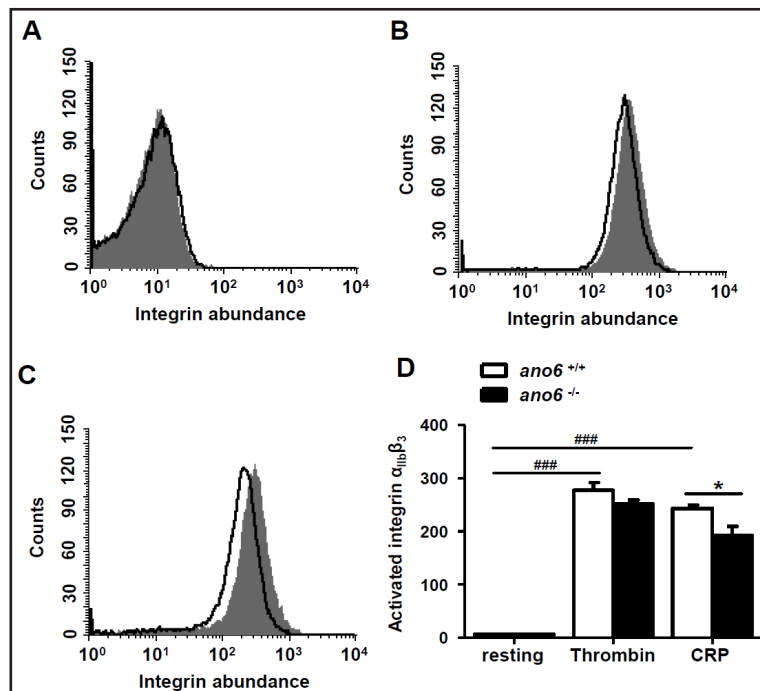 A
Counts
150
120
90
60
30
0
10⁰ 10¹ 10² 10³ 10⁴
Integrin abundance
B
Counts
150
120
90
60
30
0
10⁰ 10¹ 10² 10³ 10⁴
Integrin abundance
C
Counts
150
120
90
60
30
0
10⁰ 10¹ 10² 10³ 10⁴
Integrin abundance
D
ano6 +/+
ano6 -/-
Activated integrin αIIbβ3
400
300
200
100
0
###
###
*
resting Thrombin CRP